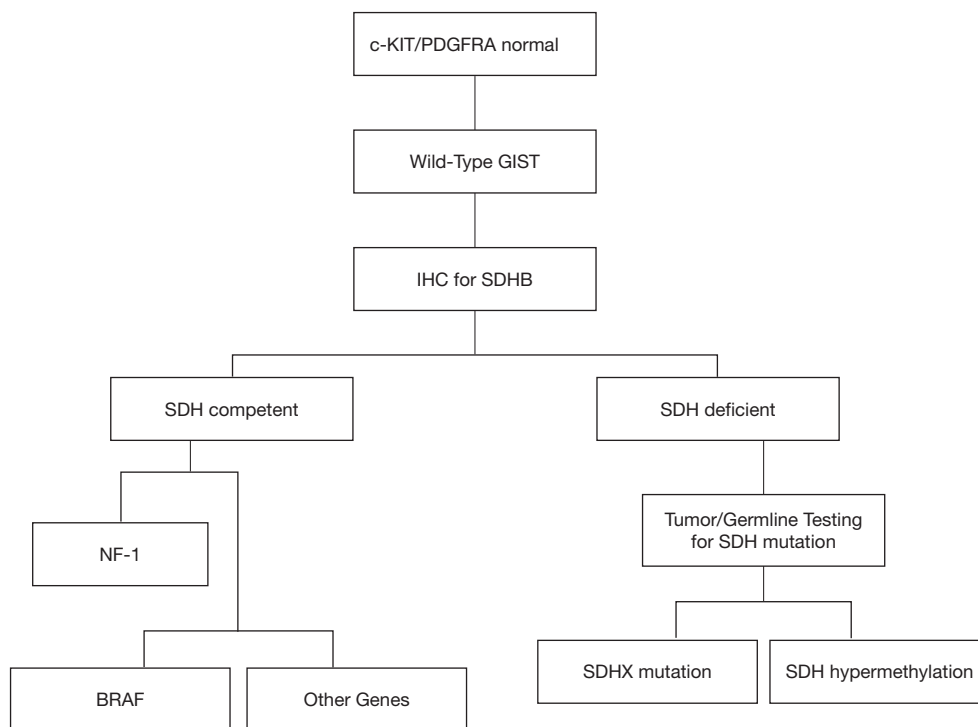 c-KIT/PDGFRA normal
Wild-Type GIST
IHC for SDHB
SDH competent
SDH deficient
Tumor/Germline Testing
for SDH mutation
NF-1
SDHX mutation
SDH hypermethylation
BRAF
Other Genes